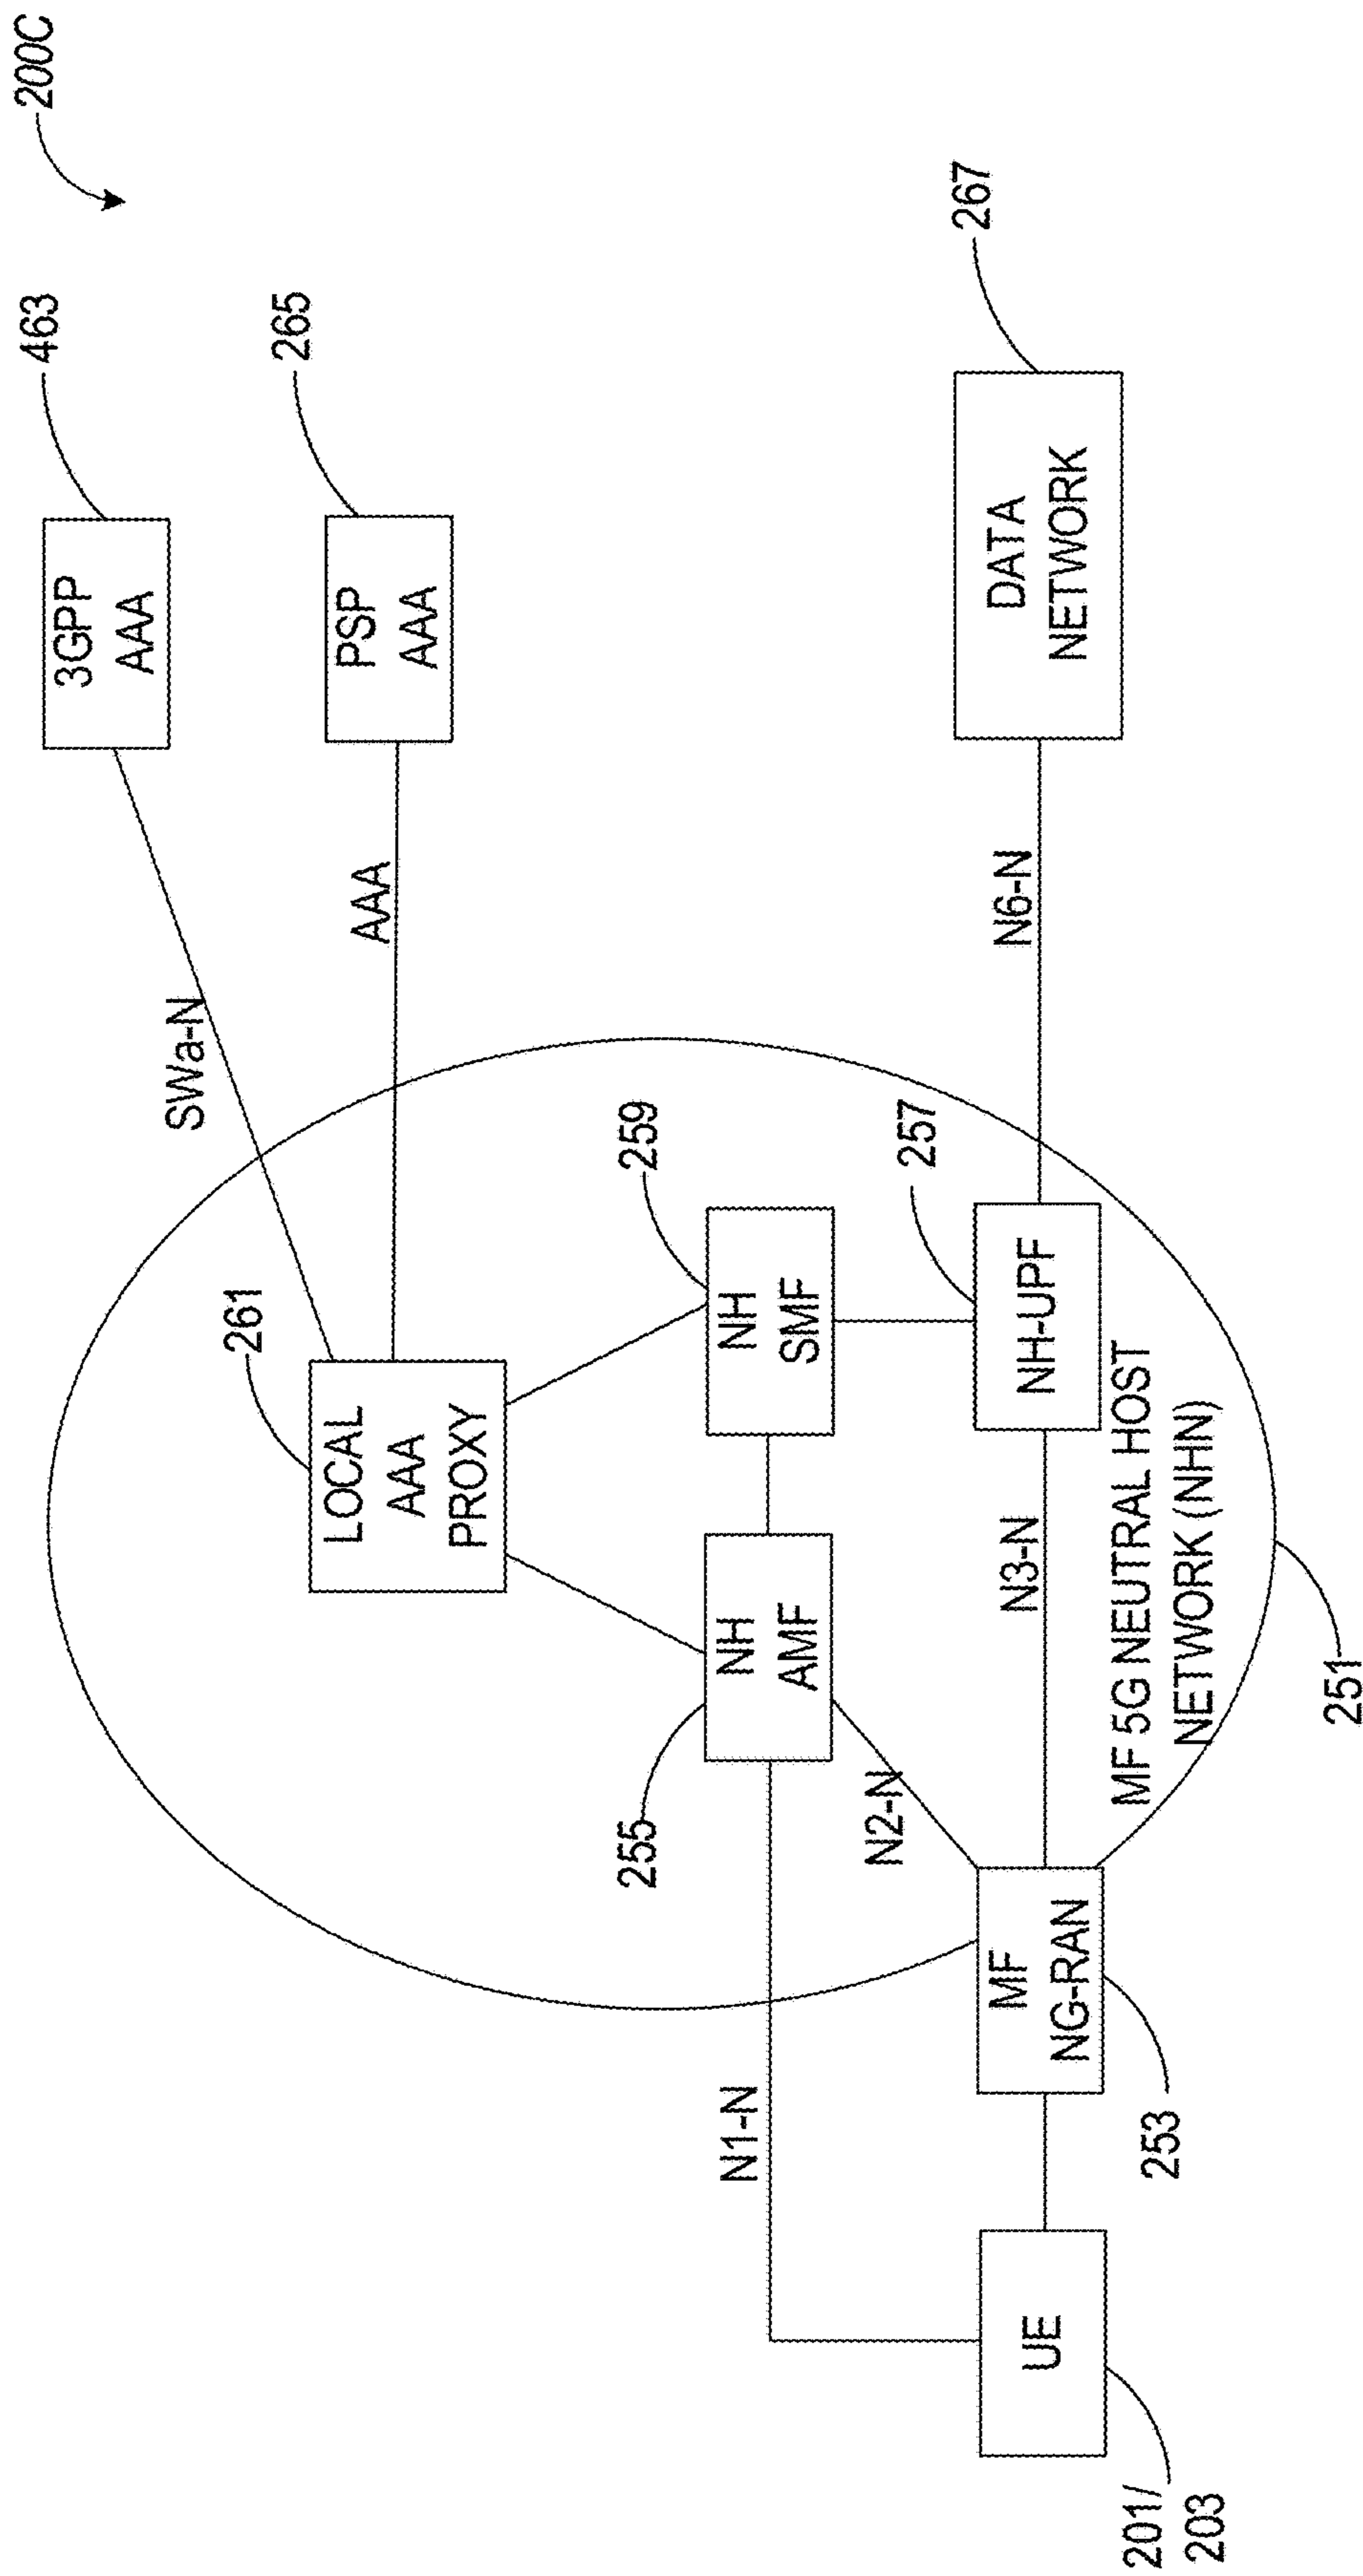 200C
463
3GPP
AAA
265
PSP
AAA
SWa-N
AAA
267
DATA
NETWORK
N6-N
261
LOCAL
AAA
PROXY
259
NH
SMF
257
NH-UPF
255
NH
AMF
N2-N
N3-N
MF 5G NEUTRAL HOST
NETWORK (NHN)
251
N1-N
MF
NG-RAN
253
UE
201/
203